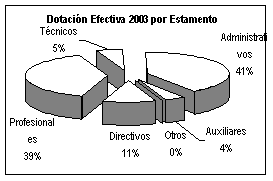 Dotación Efectiva 2003 por Estamento
Técnicos
5%
Administrati
vos
41%
Profesional
es
39%
Directivos
11%
Otros
0%
Auxiliares
4%